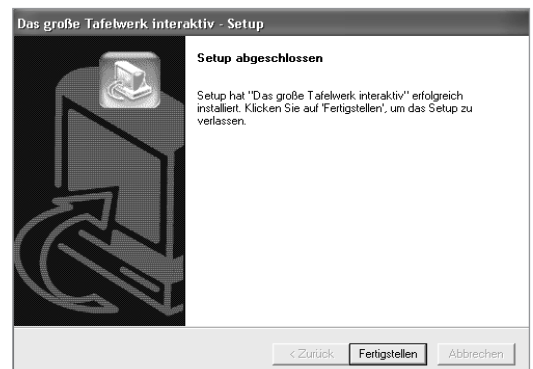 Das große Tafelwerk interaktiv - Setup
Setup abgeschlossen
Setup hat "Das große Tafelwerk interaktiv" erfolgreich
installiert. Klicken Sie auf 'Fertigstellen', um das Setup zu
verlassen.
< Zurück Fertigstellen Abbrechen